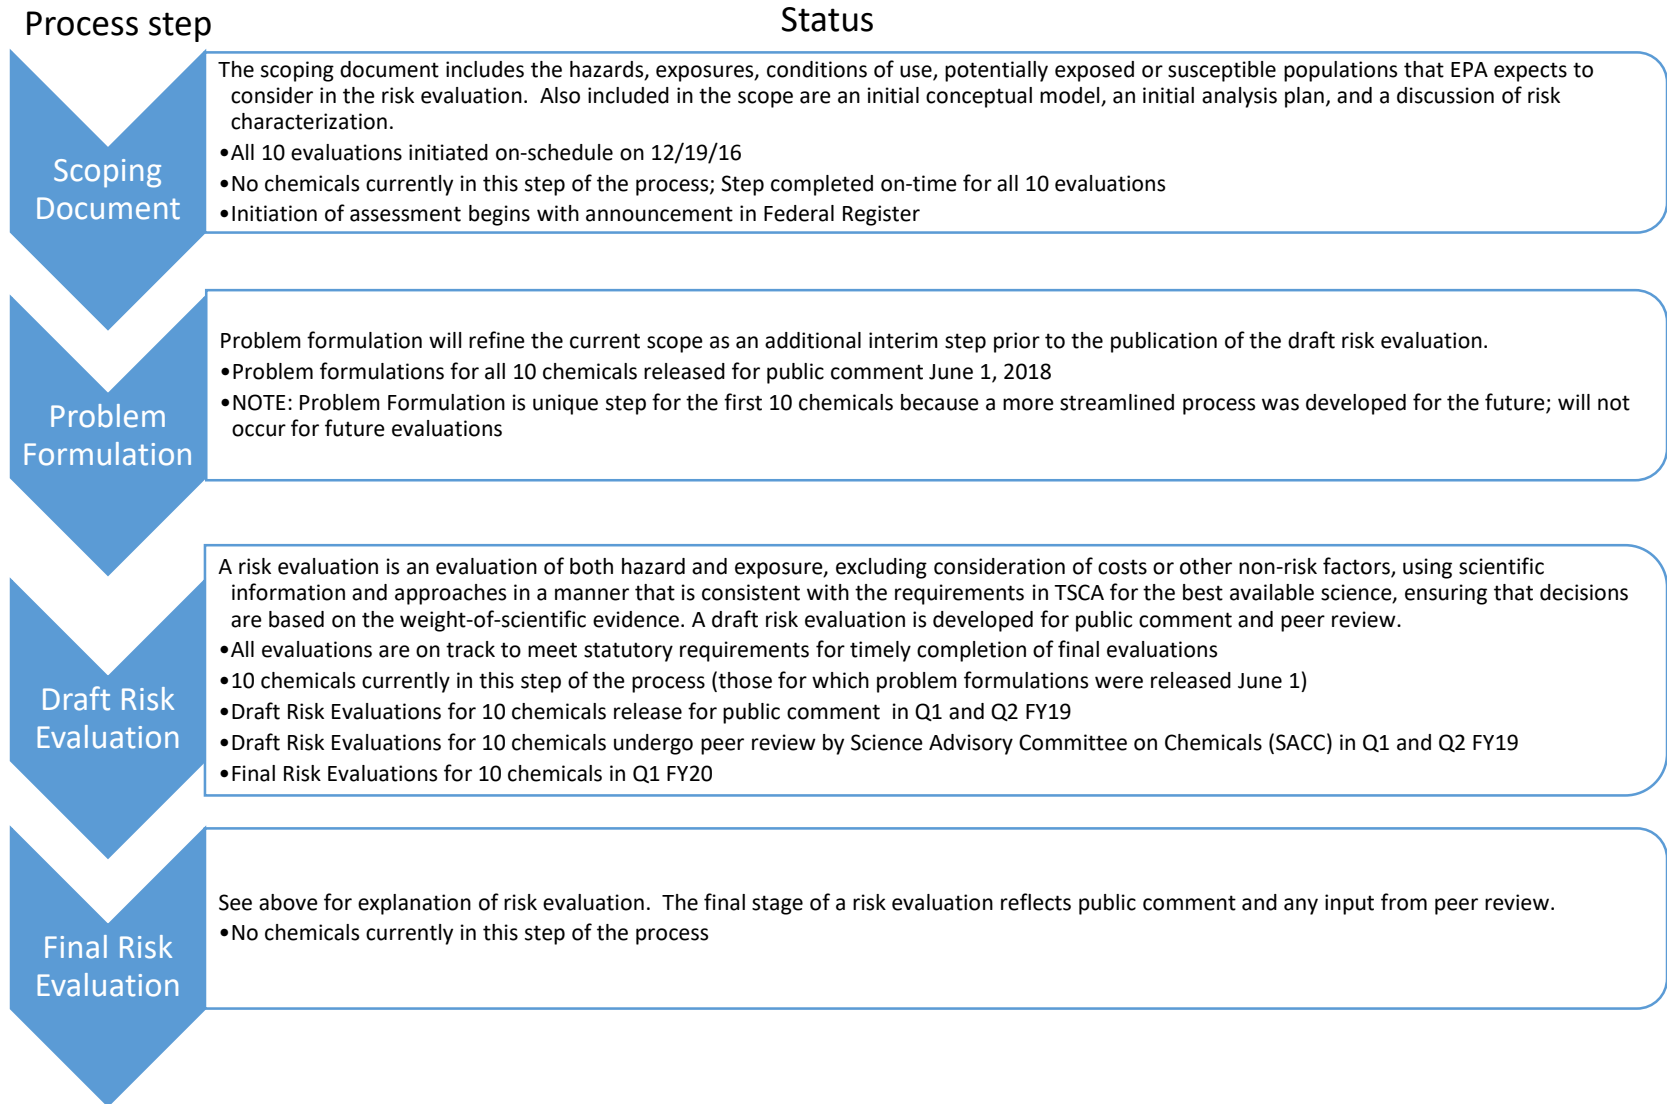 Process step
Status
Scoping
Document
The scoping document includes the hazards, exposures, conditions of use, potentially exposed or susceptible populations that EPA expects to
consider in the risk evaluation.  Also included in the scope are an initial conceptual model, an initial analysis plan, and a discussion of risk
characterization.
•All 10 evaluations initiated on-schedule on 12/19/16
•No chemicals currently in this step of the process; Step completed on-time for all 10 evaluations
•Initiation of assessment begins with announcement in Federal Register
Problem
Formulation
Problem formulation will refine the current scope as an additional interim step prior to the publication of the draft risk evaluation.
•Problem formulations for all 10 chemicals released for public comment June 1, 2018
•NOTE: Problem Formulation is unique step for the first 10 chemicals because a more streamlined process was developed for the future; will not
occur for future evaluations
Draft Risk
Evaluation
A risk evaluation is an evaluation of both hazard and exposure, excluding consideration of costs or other non-risk factors, using scientific
information and approaches in a manner that is consistent with the requirements in TSCA for the best available science, ensuring that decisions
are based on the weight-of-scientific evidence. A draft risk evaluation is developed for public comment and peer review.
•All evaluations are on track to meet statutory requirements for timely completion of final evaluations
•10 chemicals currently in this step of the process (those for which problem formulations were released June 1)
•Draft Risk Evaluations for 10 chemicals release for public comment  in Q1 and Q2 FY19
•Draft Risk Evaluations for 10 chemicals undergo peer review by Science Advisory Committee on Chemicals (SACC) in Q1 and Q2 FY19
•Final Risk Evaluations for 10 chemicals in Q1 FY20
Final Risk
Evaluation
See above for explanation of risk evaluation.  The final stage of a risk evaluation reflects public comment and any input from peer review.
•No chemicals currently in this step of the process